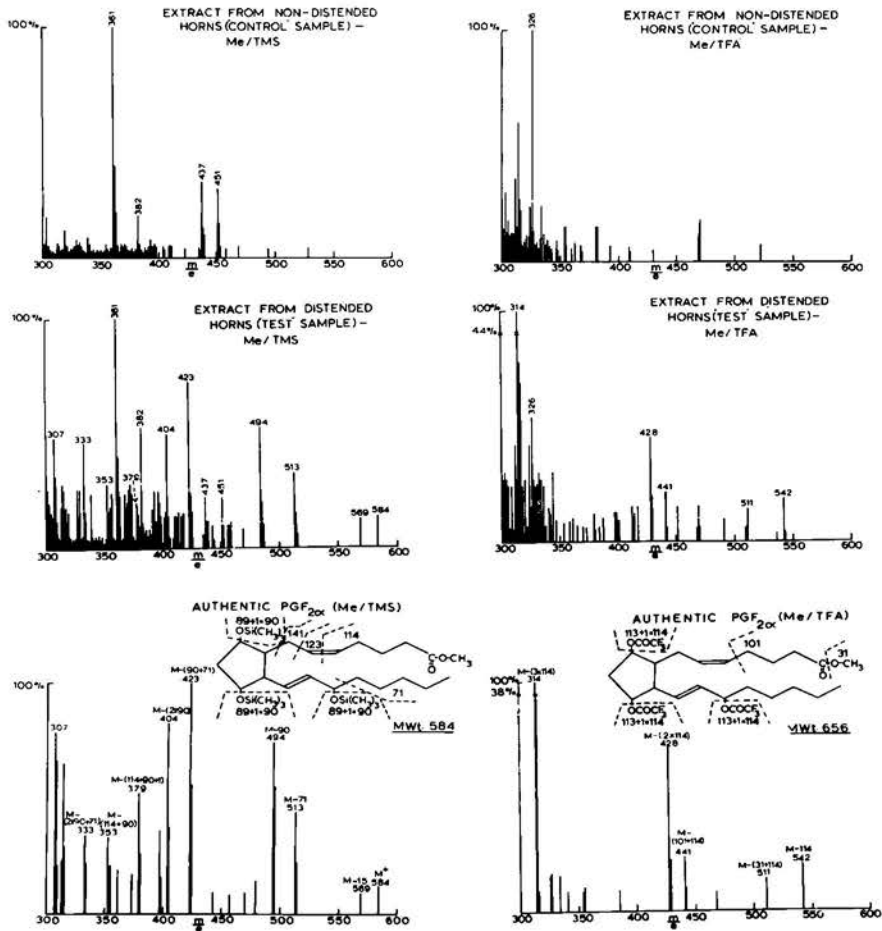 EXTRACT FROM NON-DISTENDED
HORNS (CONTROL SAMPLE) –
Me/TMS
100%
361
382
437
451
300 350 400 m/e 450 500 550 600
EXTRACT FROM NON-DISTENDED
HORNS (CONTROL SAMPLE) –
Me/TFA
100%
326
300 350 400 m/e 450 500 550 600
EXTRACT FROM DISTENDED
HORNS (TEST SAMPLE) –
Me/TMS
100%
307
333
353
361
379
382
404
423
437
451
494
513
569
584
300 350 400 m/e 450 500 550 600
EXTRACT FROM DISTENDED
HORNS (TEST SAMPLE) –
Me/TFA
100%
44%
314
326
428
441
511
542
300 350 400 m/e 450 500 550 600
AUTHENTIC PGF2α (Me/TMS)
89+1=90
OSi(CH3)3
141
123
114
C
O
OCH3
71
OSi(CH3)3
OSi(CH3)3
89+1=90
89+1=90
MWt. 584
100%
307
M-(2x90+71)
333
M-(114+90)
353
M-(114+90+1)
379
M-(2x90)
404
M-(90+71)
423
M-90
494
M-71
513
M-15
569
M+
584
300 350 400 m/e 450 500 550 600
AUTHENTIC PGF2α (Me/TFA)
113+1=114
OCOCF3
101
31
C
O
OCH3
OCOCF3
OCOCF3
113+1=114
113+1=114
MWt. 656
100%
38%
M-(3x114)
314
M-(2x114)
428
M-(101+114)
441
M-(31+114)
511
M-114
542
300 350 400 m/e 450 500 550 600